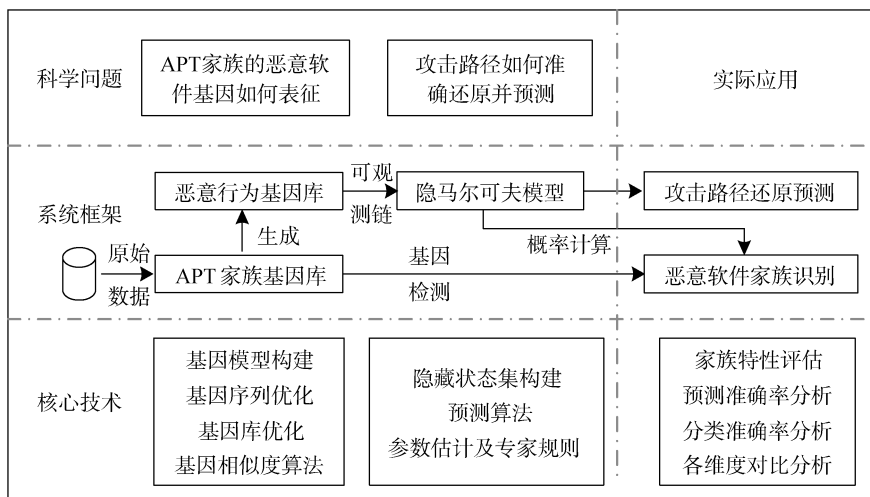 科学问题
APT家族的恶意软
件基因如何表征
攻击路径如何准
确还原并预测
实际应用
系统框架
恶意行为基因库
可观
测链
隐马尔可夫模型
攻击路径还原预测
生成
概率计算
原始
数据
APT 家族基因库
基因
检测
恶意软件家族识别
核心技术
基因模型构建
基因序列优化
基因库优化
基因相似度算法
隐藏状态集构建
预测算法
参数估计及专家规则
家族特性评估
预测准确率分析
分类准确率分析
各维度对比分析